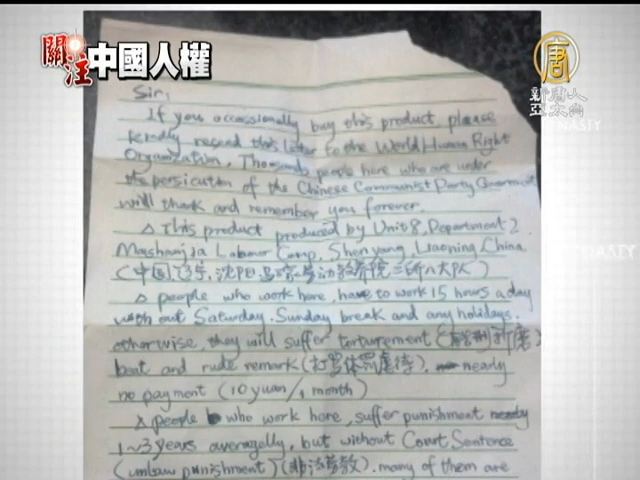 關注中國人權
唐
新唐人
亞太台
DYNASTY
Sir,
If you occassionally buy this product, please
kindly resend this letter to the World Human Right
Organization. Thousands people here who are under
the persicution of the Chinese Communist Party Government
will thank and remember you forever.
△ This product produced by Unit 8, Department 2
Mashanjia Labour Camp, Shenyang, Liaoning, China
(中国,辽宁,沈阳马三家劳动教养院二所八大队)
△ people who work here, have to work 15 hours a day
with out Saturday, Sunday break and any holidays.
otherwise, they will suffer torturement
beat and rude remark (打骂体罚虐待). nearly
no payment (10 yuan/1 month)
△ people who work here, suffer punishment
1~3 years averagelly, but without Court Sentence
(unlaw punishment) (非法劳教). many of them are